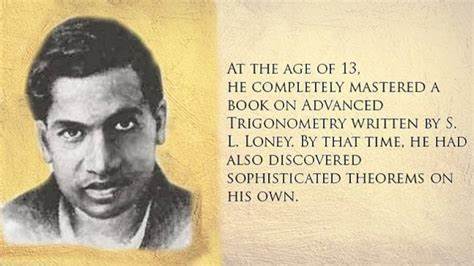 At the age of 13,
he completely mastered a
book on Advanced
Trigonometry written by S.
L. Loney. By that time, he had
also discovered
sophisticated theorems on
his own.